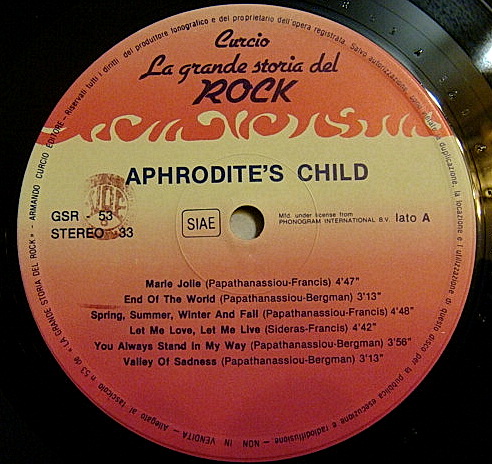 Riservati tutti i diritti del produttore fonografico e del proprietario dell'opera registrata. Salvo autorizzazione, la duplicazione, la locazione e l'utilizzazione di questo disco per la pubblica esecuzione e radiodiffusione
NON IN VENDITA - Allegato al fascicolo n. 53 de «LA GRANDE STORIA DEL ROCK» - ARMANDO CURCIO EDITORE -
Curcio
La grande storia del
ROCK
APHRODITE'S CHILD
GSR - 53
STEREO 33
SIAE
Mfd. under license from
PHONOGRAM INTERNATIONAL B.V.
lato A
Marie Jolie (Papathanassiou-Francis) 4'47"
End Of The World (Papathanassiou-Bergman) 3'13"
Spring, Summer, Winter And Fall (Papathanassiou-Francis) 4'48"
Let Me Love, Let Me Live (Sideras-Francis) 4'42"
You Always Stand In My Way (Papathanassiou-Bergman) 3'56"
Valley Of Sadness (Papathanassiou-Bergman) 3'13"